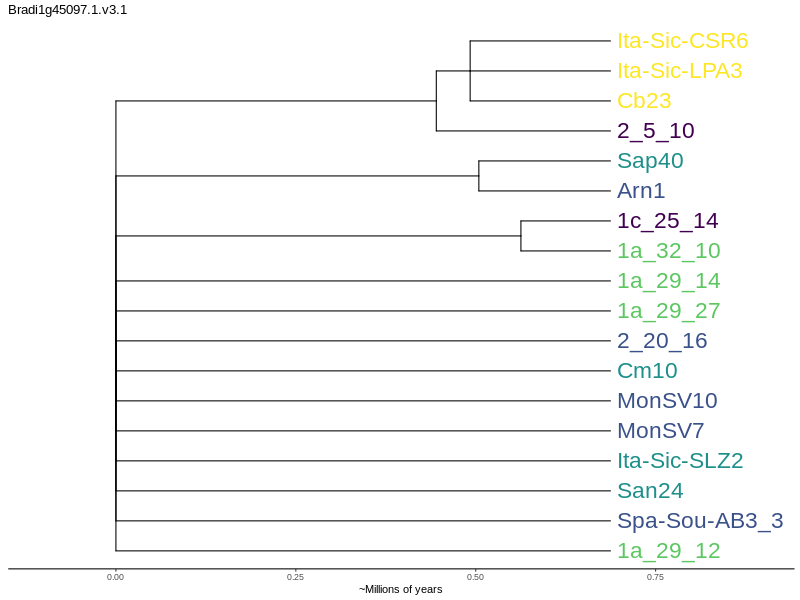 Bradi1g45097.1.v3.1
Ita-Sic-CSR6
Ita-Sic-LPA3
Cb23
2_5_10
Sap40
Arn1
1c_25_14
1a_32_10
1a_29_14
1a_29_27
2_20_16
Cm10
MonSV10
MonSV7
Ita-Sic-SLZ2
San24
Spa-Sou-AB3_3
1a_29_12
0.00 0.25 0.50 0.75
~Millions of years